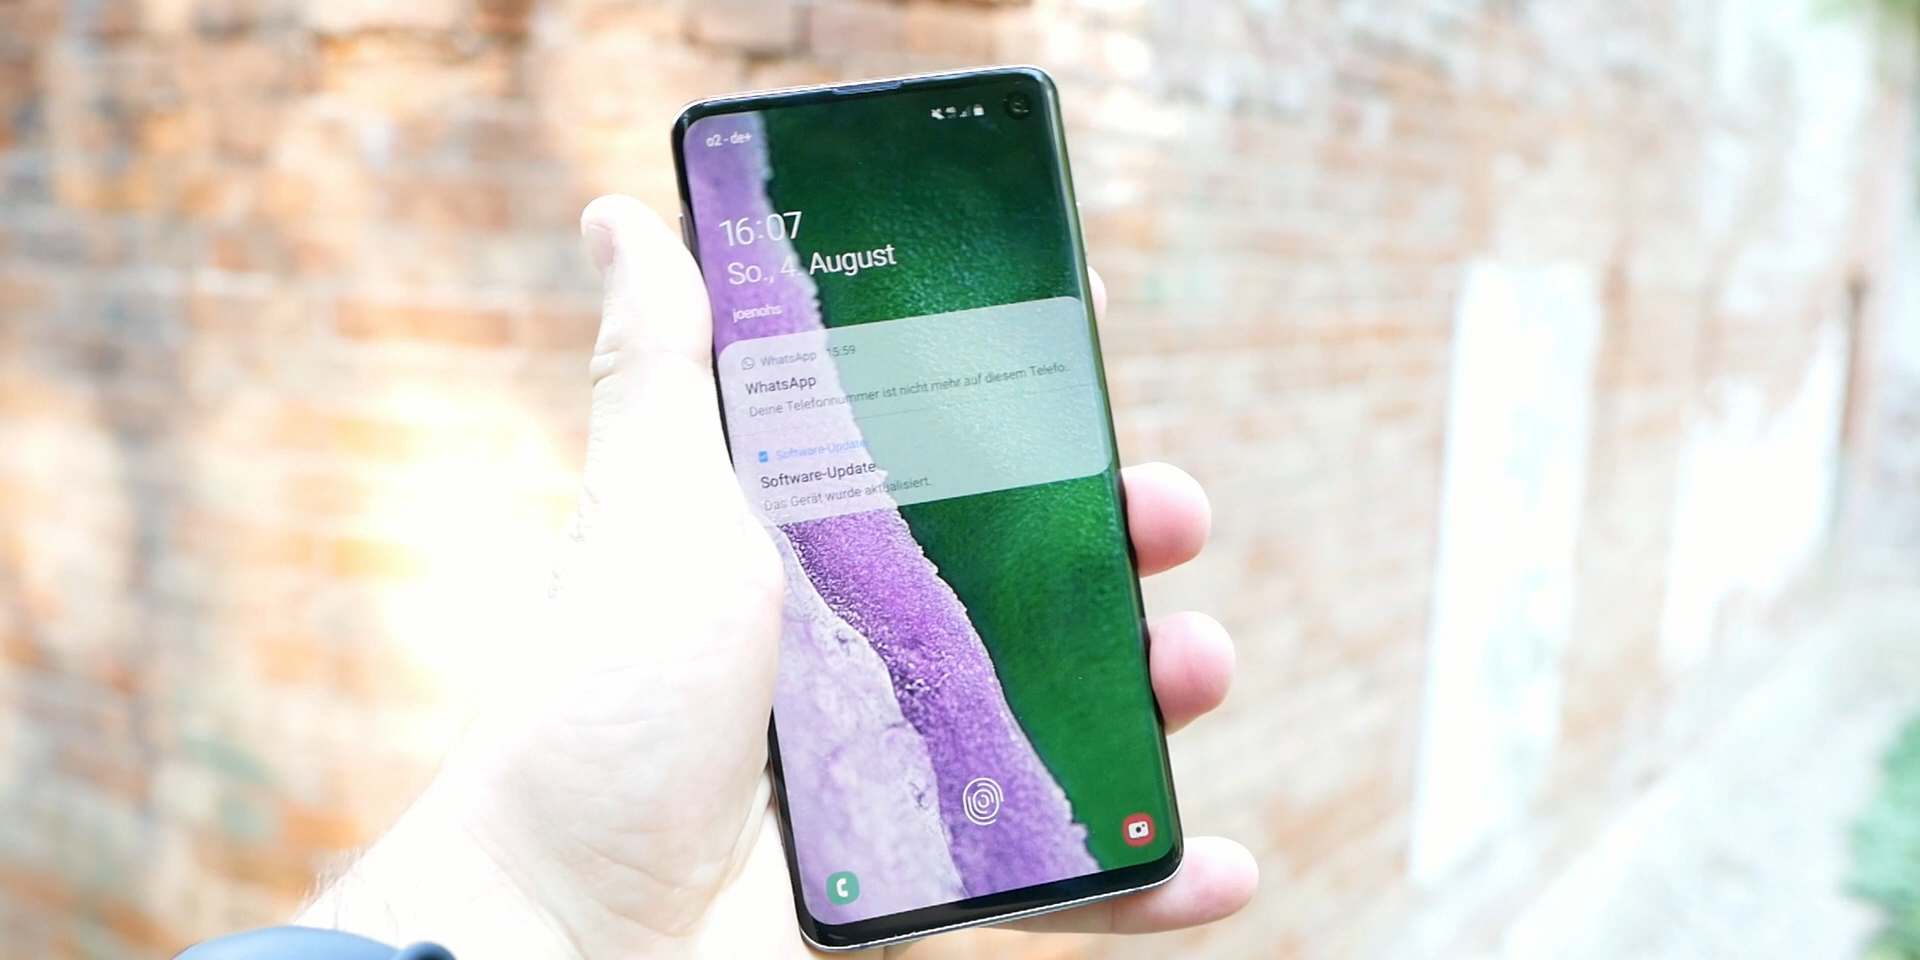 o2 - de+
16:07
So., 4. August
joenohs
WhatsApp 15:59
WhatsApp
Deine Telefonnummer ist nicht mehr auf diesem Telefo..
Software-Update
Software-Update
Das Gerät wurde aktualisiert.